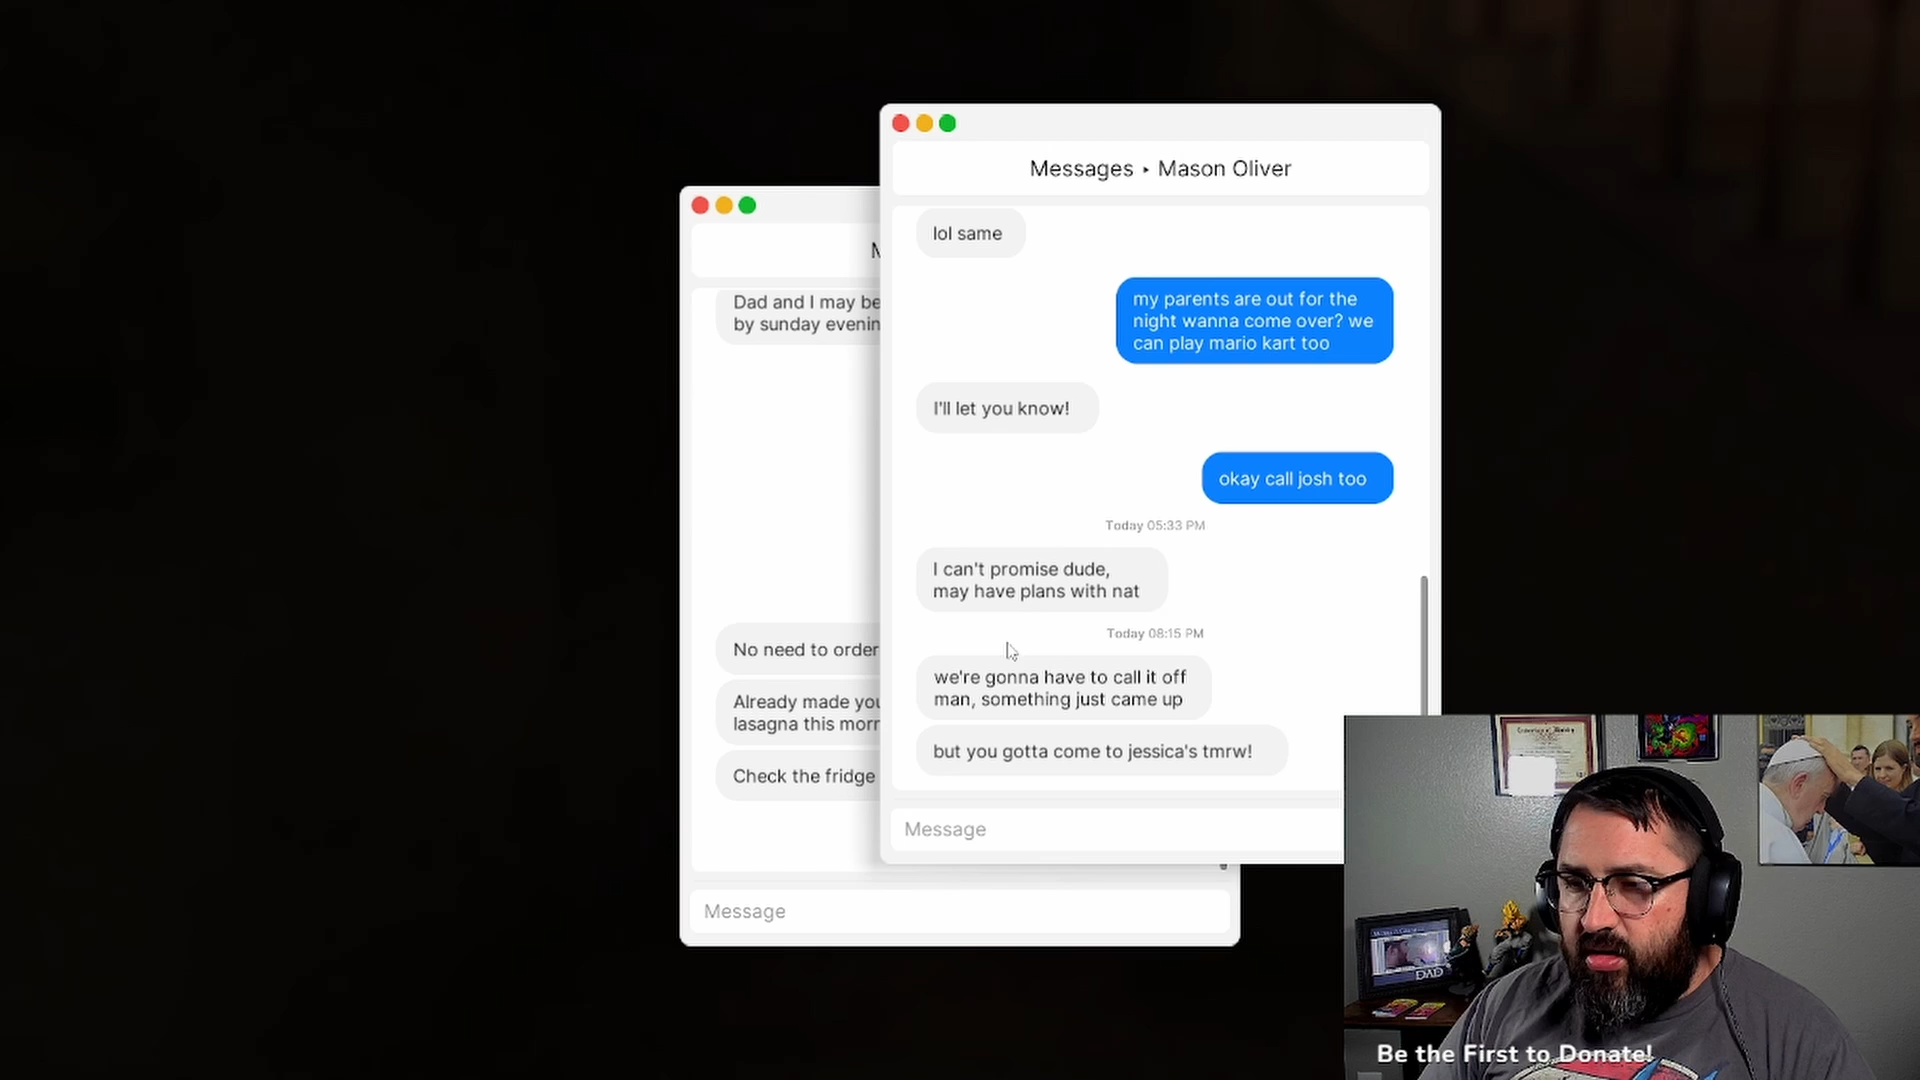 Messages ‣ Mason Oliver
lol same
my parents are out for the
night wanna come over? we
can play mario kart too
I'll let you know!
okay call josh too
Today 05:33 PM
I can't promise dude,
may have plans with nat
Today 08:15 PM
we're gonna have to call it off
man, something just came up
but you gotta come to jessica's tmrw!
Message
Dad and I may be
by sunday evenin
No need to order
Already made you
lasagna this morn
Check the fridge
Message
DAD
Be the First to Donate!